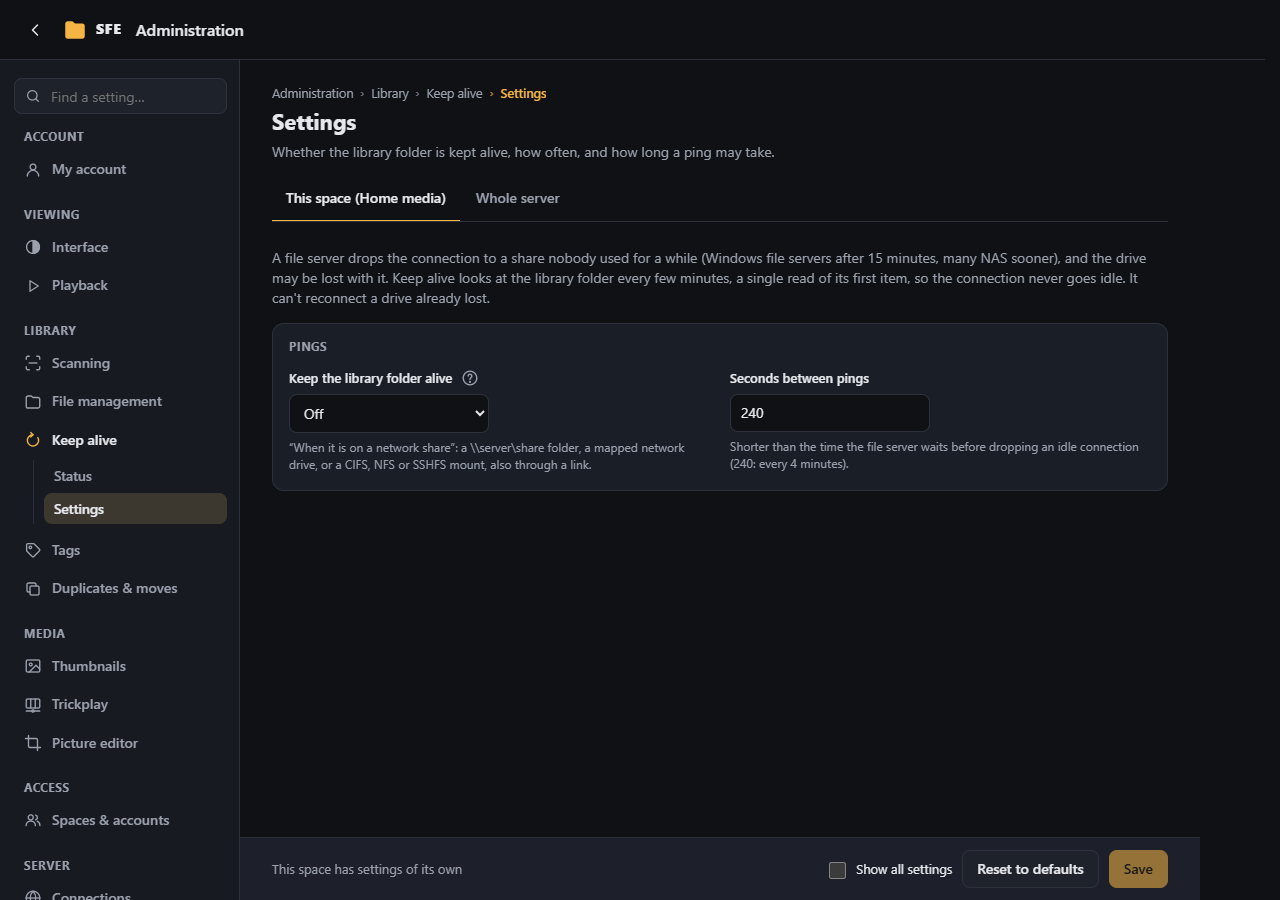 SFE Administration
Find a setting...
ACCOUNT
My account
VIEWING
Interface
Playback
LIBRARY
Scanning
File management
Keep alive
Status
Settings
Tags
Duplicates & moves
MEDIA
Thumbnails
Trickplay
Picture editor
ACCESS
Spaces & accounts
SERVER
Connections
Administration › Library › Keep alive › Settings
Settings
Whether the library folder is kept alive, how often, and how long a ping may take.
This space (Home media) Whole server
A file server drops the connection to a share nobody used for a while (Windows file servers after 15 minutes, many NAS sooner), and the drive
may be lost with it. Keep alive looks at the library folder every few minutes, a single read of its first item, so the connection never goes idle. It
can't reconnect a drive already lost.
PINGS
Keep the library folder alive ?
Off
“When it is on a network share”: a \\server\share folder, a mapped network
drive, or a CIFS, NFS or SSHFS mount, also through a link.
Seconds between pings
240
Shorter than the time the file server waits before dropping an idle connection
(240: every 4 minutes).
This space has settings of its own
Show all settings
Reset to defaults
Save